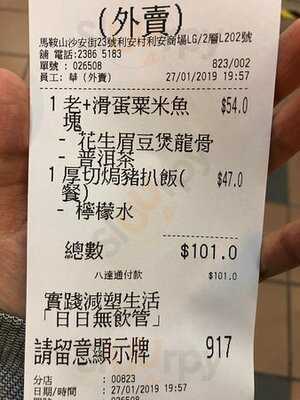 (外賣)
馬鞍山沙安街23號利安村利安商場LG/2層L202號
舖 電話:2386 5183
單號 : 026508 823/002
員工: 華 (外賣) 27/01/2019 19:57
1 老+滑蛋粟米魚塊 $54.0
- 花生眉豆煲龍骨
- 普洱茶
1 厚切焗豬扒飯(餐) $47.0
- 檸檬水
總數 $101.0
八達通付款 $101.0
實踐減塑生活
「日日無飲管」
請留意顯示牌 917
分店 : 00823
日期/時間 : 27/01/2019 19:57
026508